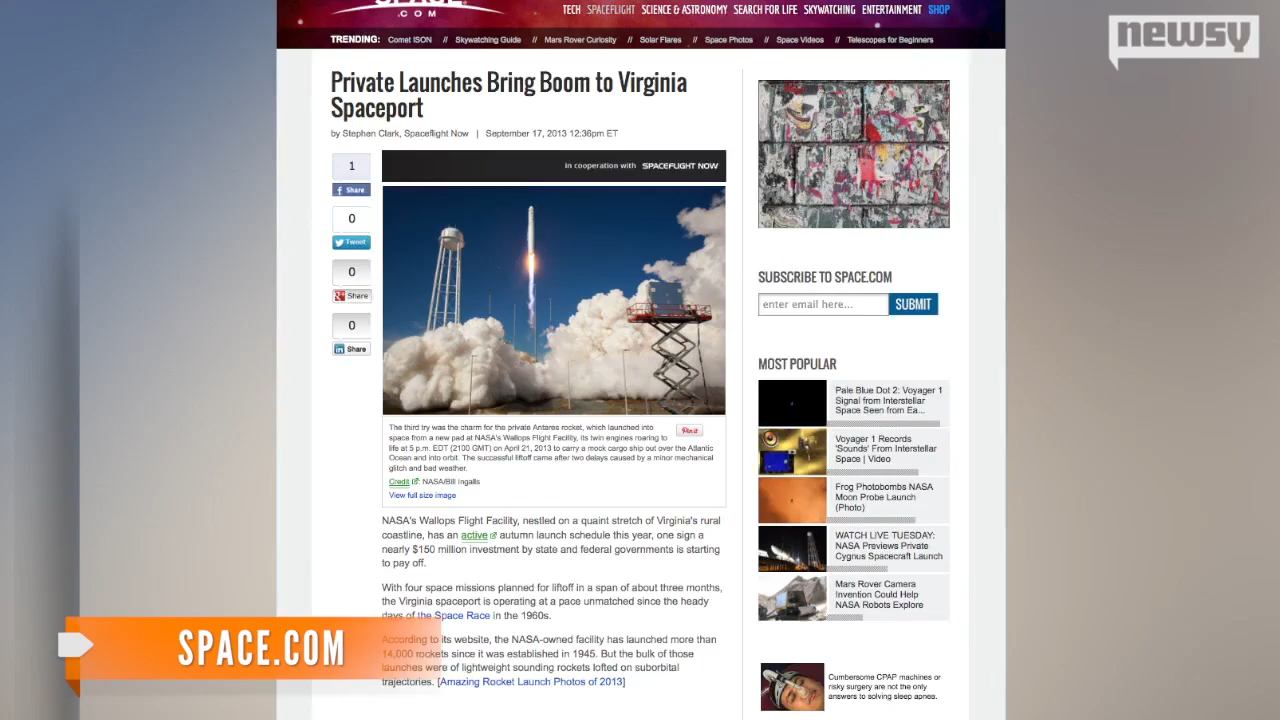 SPACE
.COM
TECH SPACEFLIGHT SCIENCE & ASTRONOMY SEARCH FOR LIFE SKYWATCHING ENTERTAINMENT SHOP
newsy
TRENDING: Comet ISON // Skywatching Guide // Mars Rover Curiosity // Solar Flares // Space Photos // Space Videos // Telescopes for Beginners
Private Launches Bring Boom to Virginia
Spaceport
by Stephen Clark, Spaceflight Now | September 17, 2013 12:36pm ET
in cooperation with SPACEFLIGHT NOW
1
Share
0
Tweet
0
Share
0
Share
The third try was the charm for the private Antares rocket, which launched into
space from a new pad at NASA's Wallops Flight Facility, its twin engines roaring to
life at 5 p.m. EDT (2100 GMT) on April 21, 2013 to carry a mock cargo ship out over the Atlantic
Ocean and into orbit. The successful liftoff came after two delays caused by a minor mechanical
glitch and bad weather.
Pin it
Credit: NASA/Bill Ingalls
View full size image
NASA's Wallops Flight Facility, nestled on a quaint stretch of Virginia's rural
coastline, has an active autumn launch schedule this year, one sign a
nearly $150 million investment by state and federal governments is starting
to pay off.
With four space missions planned for liftoff in a span of about three months,
the Virginia spaceport is operating at a pace unmatched since the heady
days of the Space Race in the 1960s.
According to its website, the NASA-owned facility has launched more than
14,000 rockets since it was established in 1945. But the bulk of those
launches were of lightweight sounding rockets lofted on suborbital
trajectories. [Amazing Rocket Launch Photos of 2013]
SUBSCRIBE TO SPACE.COM
enter email here... SUBMIT
MOST POPULAR
Pale Blue Dot 2: Voyager 1
Signal from Interstellar
Space Seen from Ea...
Voyager 1 Records
'Sounds' From Interstellar
Space | Video
Frog Photobombs NASA
Moon Probe Launch
(Photo)
WATCH LIVE TUESDAY:
NASA Previews Private
Cygnus Spacecraft Launch
Mars Rover Camera
Invention Could Help
NASA Robots Explore
Cumbersome CPAP machines or
risky surgery are not the only
answers to solving sleep apnea.
SPACE.COM